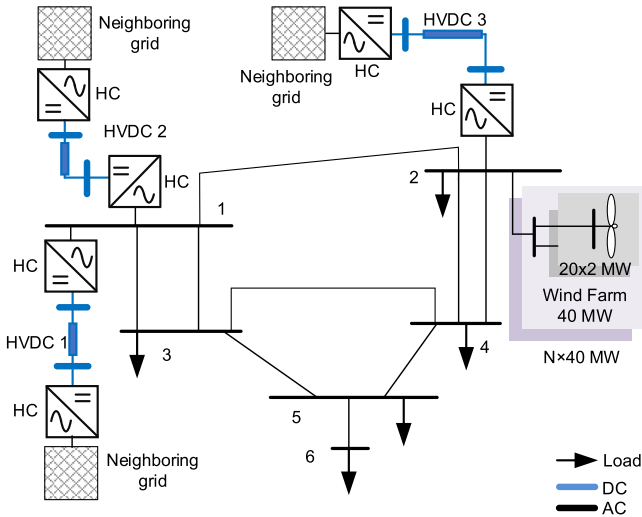 Neighboring
grid
HVDC 3
HC
Neighboring
grid
HC
HVDC 2
HC
HC
2
1
HC
20x2 MW
Wind Farm
40 MW
HVDC 1
3
4
N×40 MW
HC
5
6
Neighboring
grid
Load
DC
AC